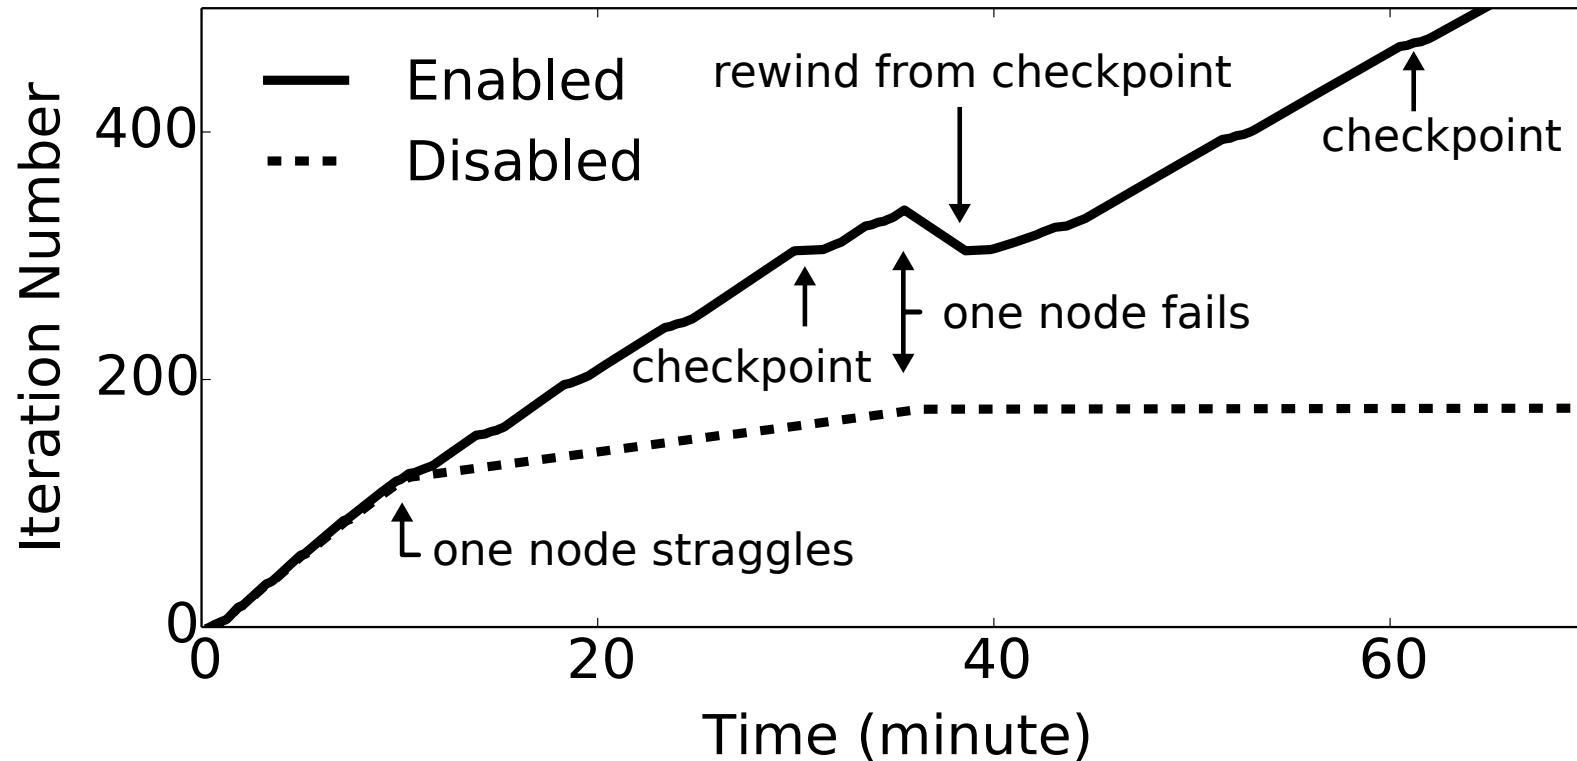 Enabled
Disabled
rewind from checkpoint
checkpoint
one node fails
checkpoint
one node straggles
Iteration Number
400
200
0
0
20
40
60
Time (minute)